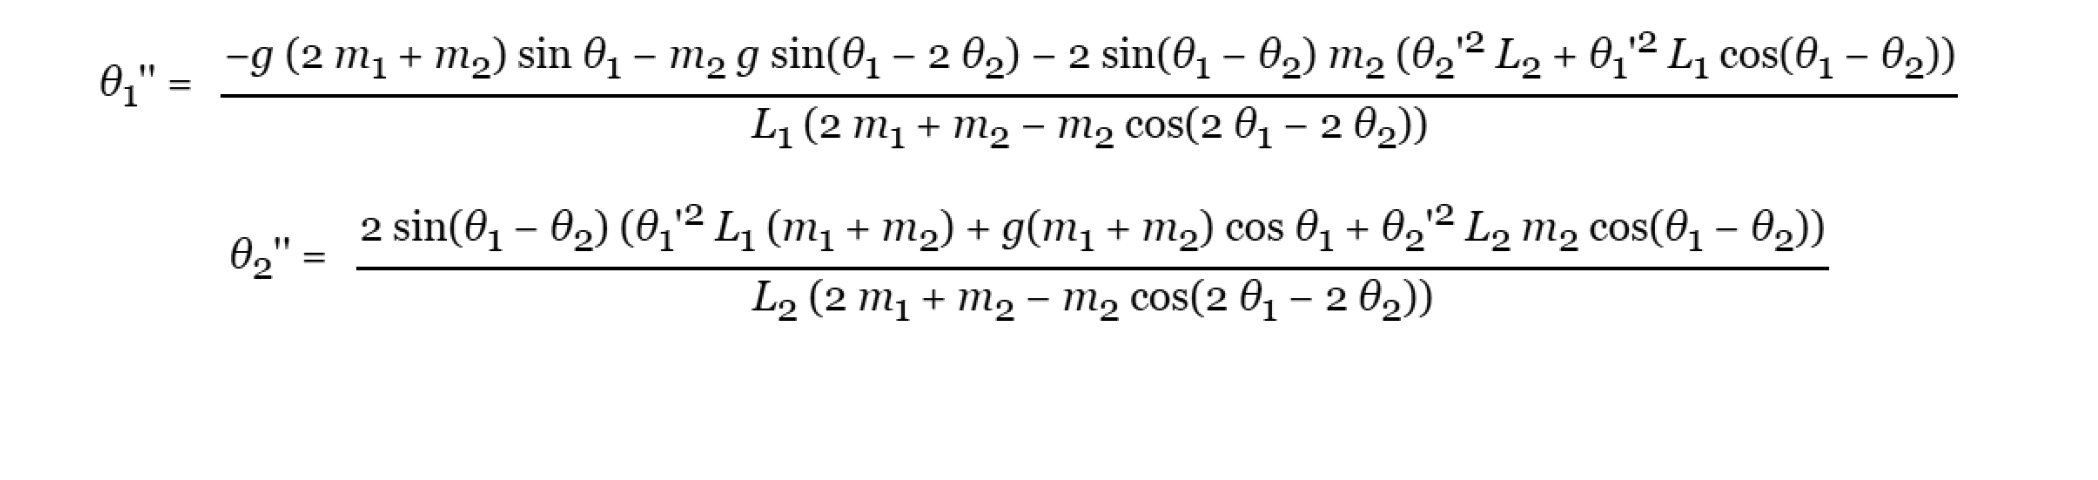 θ₁'' = −g (2 m₁ + m₂) sin θ₁ − m₂ g sin(θ₁ − 2 θ₂) − 2 sin(θ₁ − θ₂) m₂ (θ₂'² L₂ + θ₁'² L₁ cos(θ₁ − θ₂))
L₁ (2 m₁ + m₂ − m₂ cos(2 θ₁ − 2 θ₂))
θ₂'' = 2 sin(θ₁ − θ₂) (θ₁'² L₁ (m₁ + m₂) + g(m₁ + m₂) cos θ₁ + θ₂'² L₂ m₂ cos(θ₁ − θ₂))
L₂ (2 m₁ + m₂ − m₂ cos(2 θ₁ − 2 θ₂))